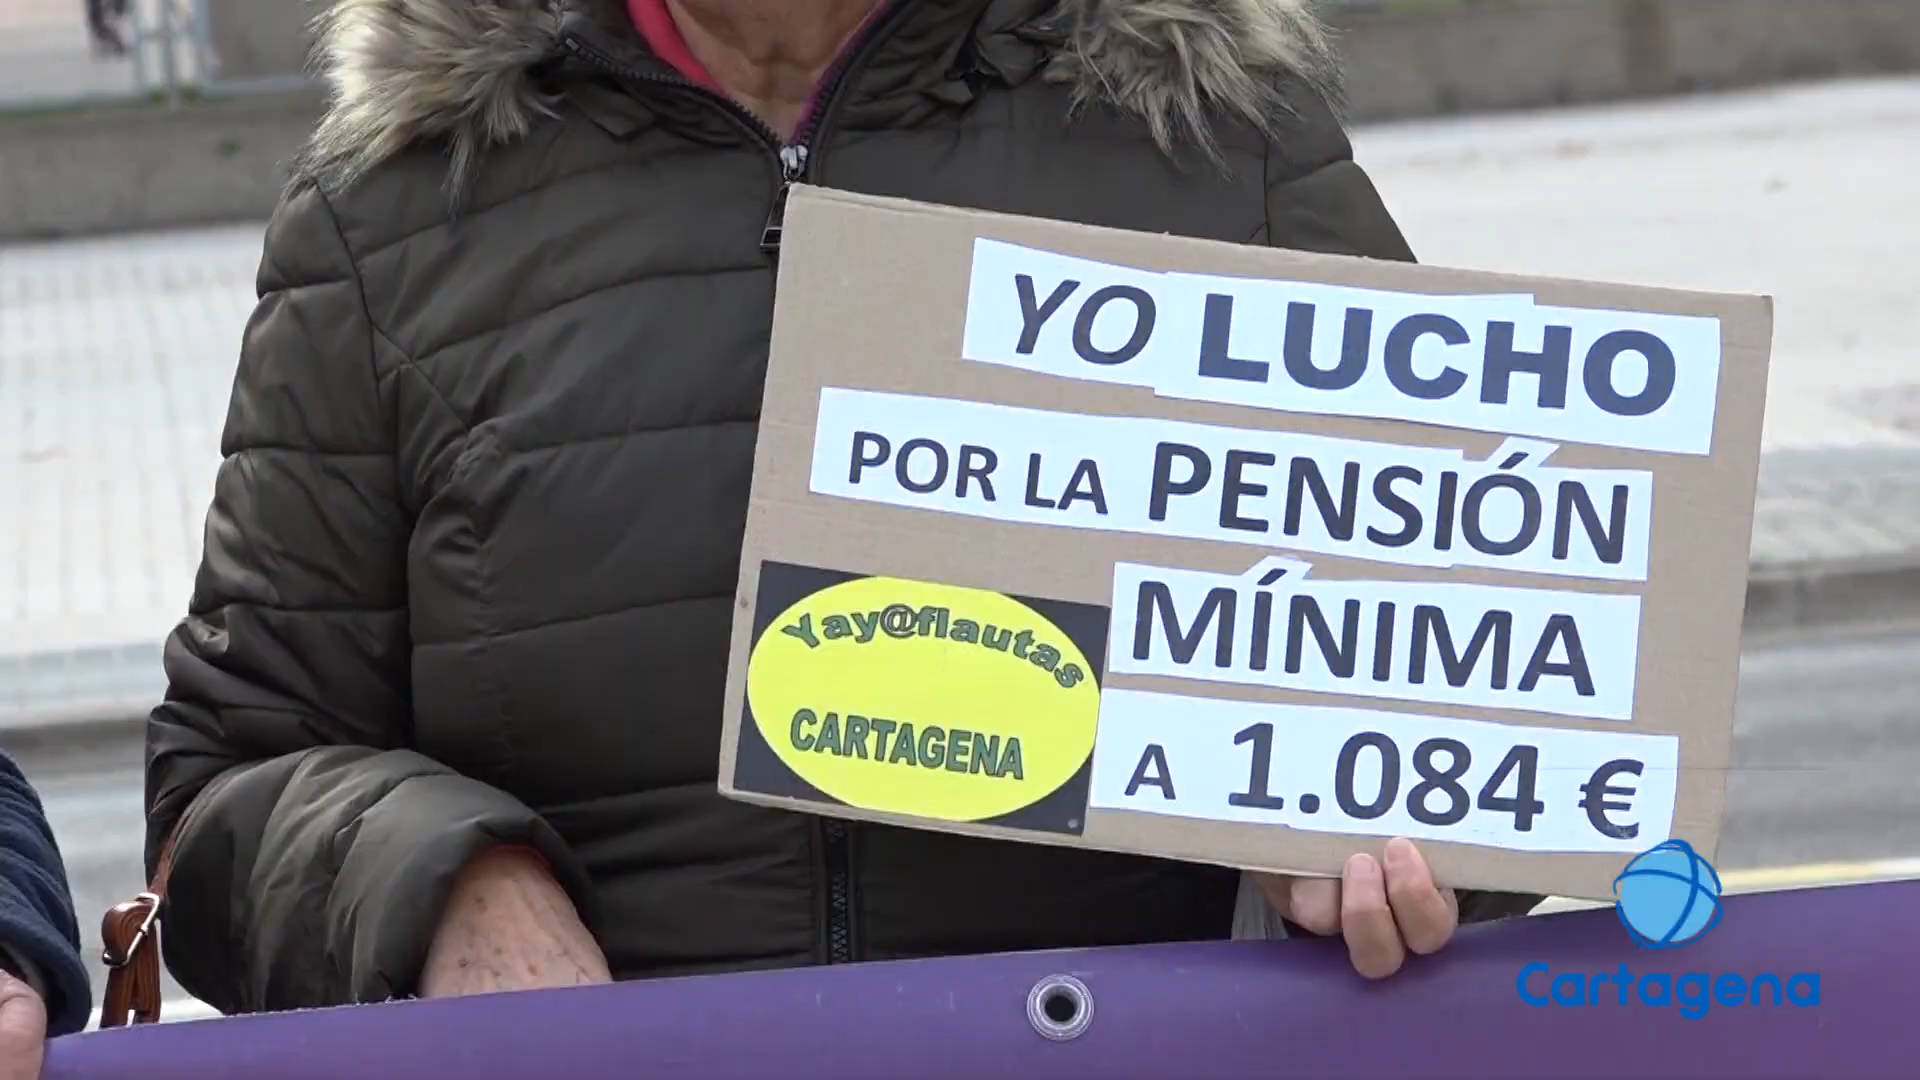 YO LUCHO
POR LA PENSIÓN
MÍNIMA
A 1.084 €
Yay@flautas
CARTAGENA
Cartagena